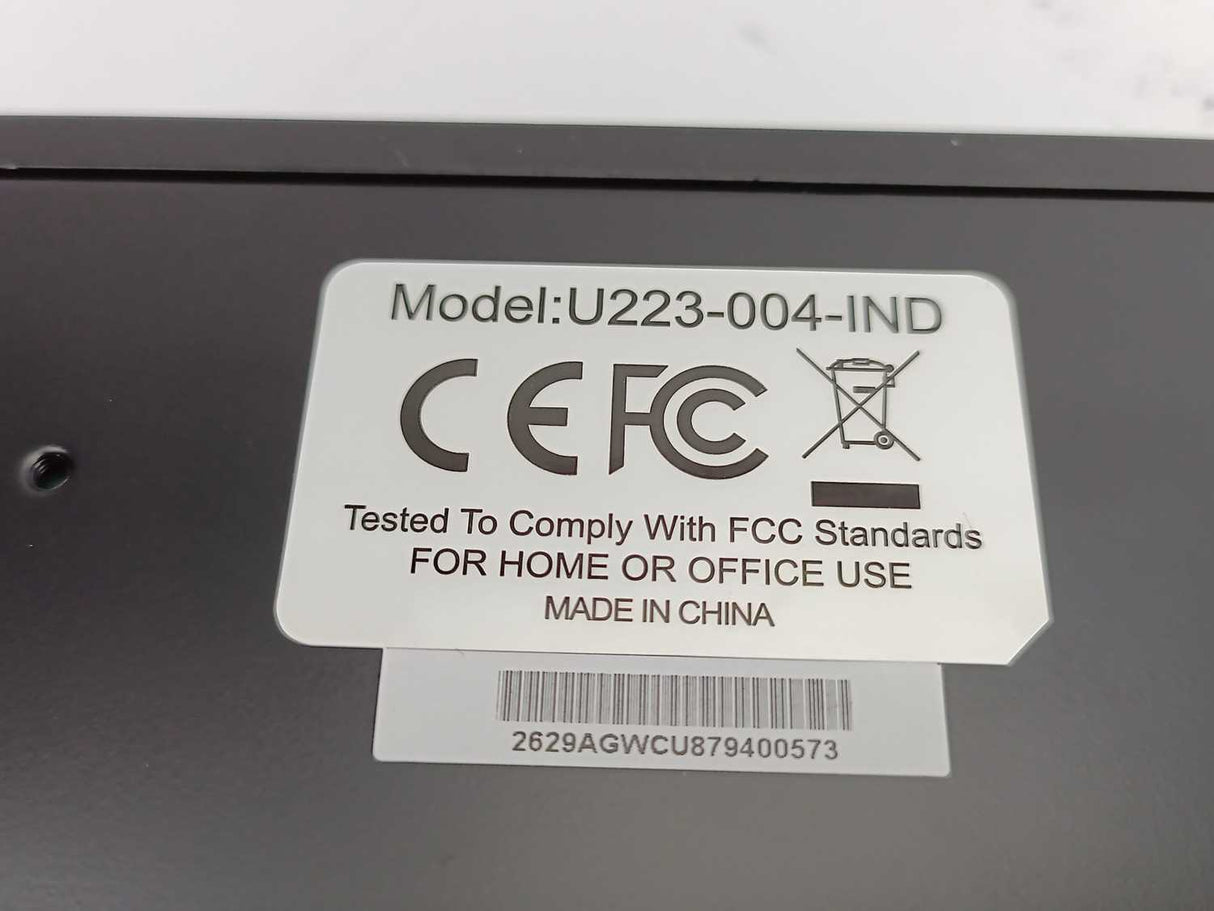 Model:U223-004-IND
CE FC
Tested To Comply With FCC Standards
FOR HOME OR OFFICE USE
MADE IN CHINA
2629AGWCU879400573